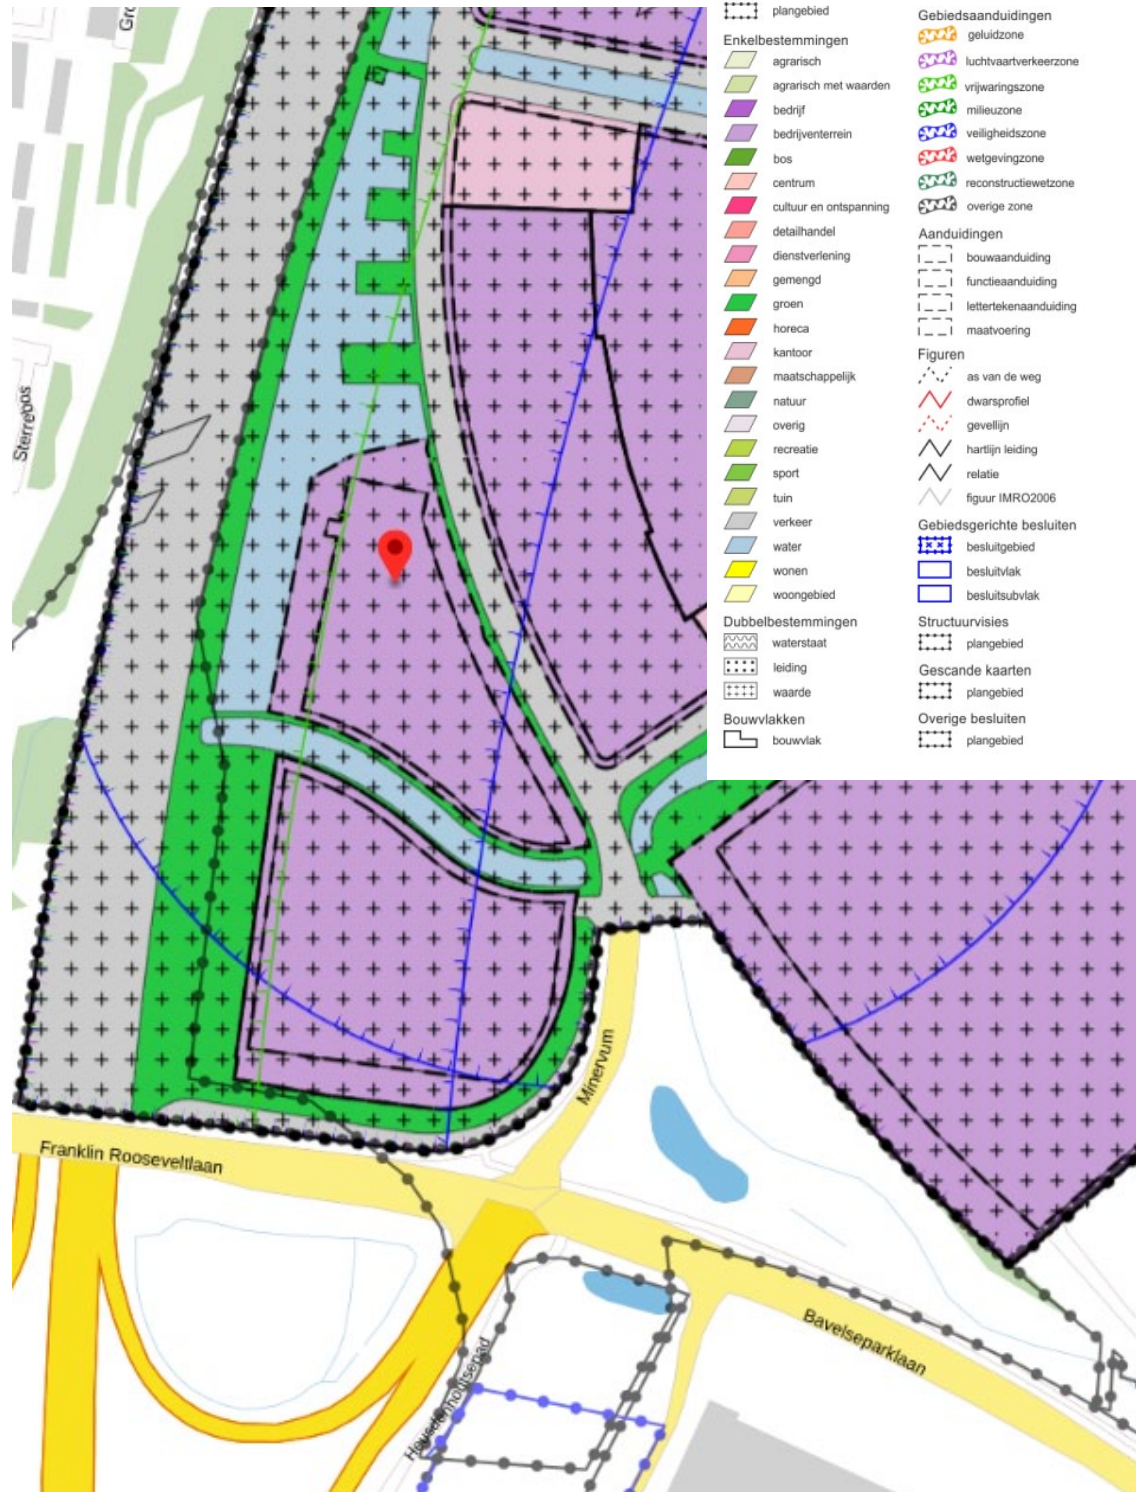 Gro
Sterrebos
Minervum
Franklin Rooseveltlaan
Bavelseparklaan
Heusdenhoutsepad
plangebied
Enkelbestemmingen
agrarisch
agrarisch met waarden
bedrijf
bedrijventerrein
bos
centrum
cultuur en ontspanning
detailhandel
dienstverlening
gemengd
groen
horeca
kantoor
maatschappelijk
natuur
overig
recreatie
sport
tuin
verkeer
water
wonen
woongebied
Dubbelbestemmingen
waterstaat
leiding
waarde
Bouwvlakken
bouwvlak
Gebiedsaanduidingen
geluidzone
luchtvaartverkeerzone
vrijwaringszone
milieuzone
veiligheidszone
wetgevingzone
reconstructiewetzone
overige zone
Aanduidingen
bouwaanduiding
functieaanduiding
lettertekenaanduiding
maatvoering
Figuren
as van de weg
dwarsprofiel
gevellijn
hartlijn leiding
relatie
figuur IMRO2006
Gebiedsgerichte besluiten
besluitgebied
besluitvlak
besluitsubvlak
Structuurvisies
plangebied
Gescande kaarten
plangebied
Overige besluiten
plangebied